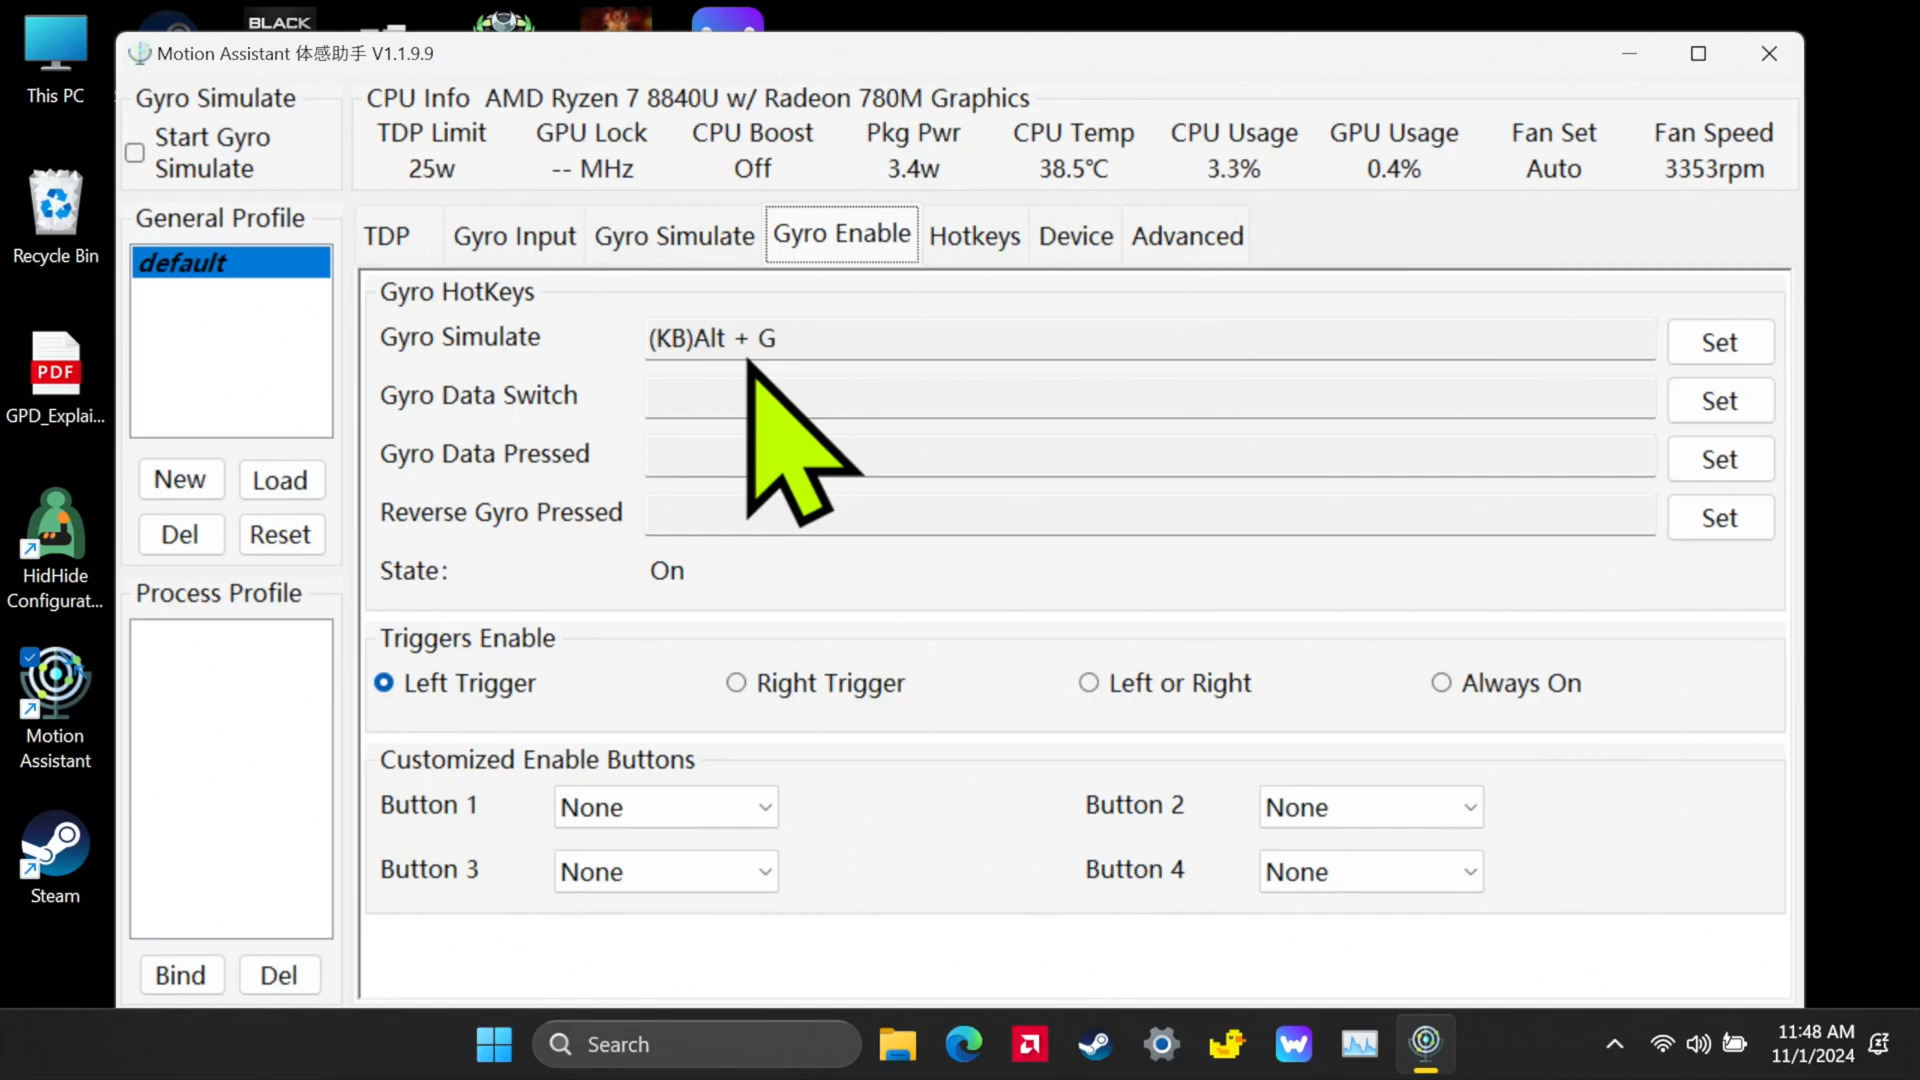 BLACK
This PC
Recycle Bin
PDF
GPD_Explai...
HidHide
Configurat...
Motion
Assistant
Steam
Motion Assistant 体感助手 V1.1.9.9
Gyro Simulate
Start Gyro
Simulate
CPU Info AMD Ryzen 7 8840U w/ Radeon 780M Graphics
TDP Limit GPU Lock CPU Boost Pkg Pwr CPU Temp CPU Usage GPU Usage Fan Set Fan Speed
25w -- MHz Off 3.4w 38.5℃ 3.3% 0.4% Auto 3353rpm
General Profile
default
New Load
Del Reset
Process Profile
Bind Del
TDP Gyro Input Gyro Simulate Gyro Enable Hotkeys Device Advanced
Gyro HotKeys
Gyro Simulate (KB)Alt + G Set
Gyro Data Switch Set
Gyro Data Pressed Set
Reverse Gyro Pressed Set
State: On
Triggers Enable
Left Trigger Right Trigger Left or Right Always On
Customized Enable Buttons
Button 1 None Button 2 None
Button 3 None Button 4 None
Search
11:48 AM
11/1/2024